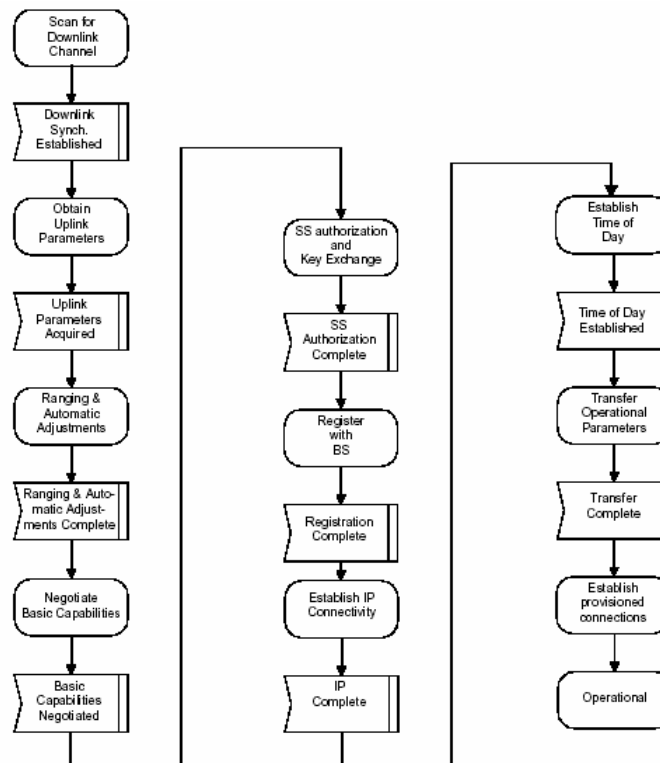 Scan for
Downlink
Channel
Downlink
Synch.
Established
Obtain
Uplink
Parameters
Uplink
Parameters
Acquired
Ranging &
Automatic
Adjustments
Ranging & Auto-
matic Adjust-
ments Complete
Negotiate
Basic Capabilities
Basic
Capabilities
Negotiated
SS authorization
and
Key Exchange
SS
Authorization
Complete
Register
with
BS
Registration
Complete
Establish IP
Connectivity
IP
Complete
Establish
Time of
Day
Time of Day
Established
Transfer
Operational
Parameters
Transfer
Complete
Establish
provisioned
connections
Operational